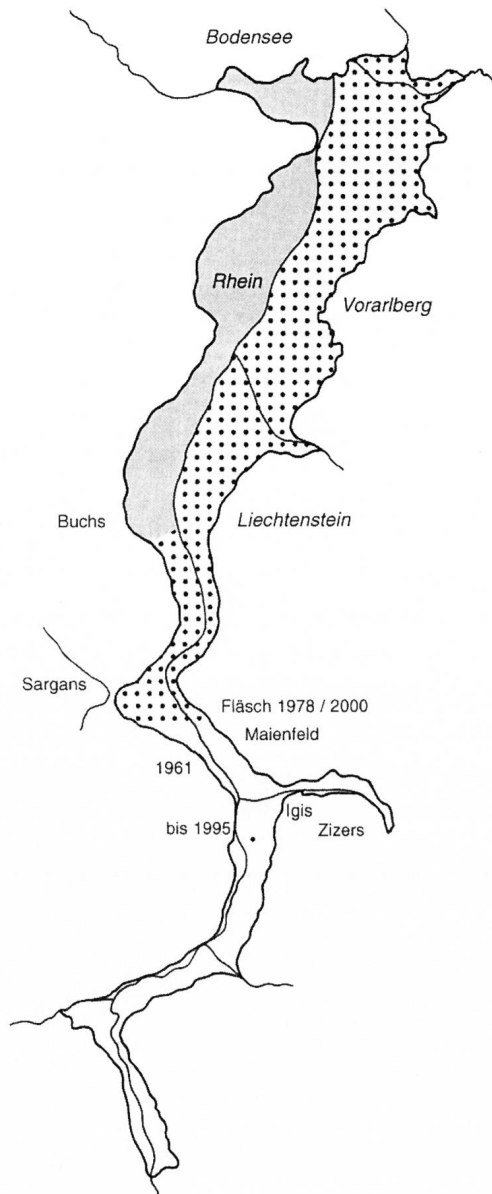 Bodensee
Rhein
Vorarlberg
Buchs
Liechtenstein
Sargans
Fläsch 1978 / 2000
Maienfeld
1961
Igis
bis 1995
Zizers